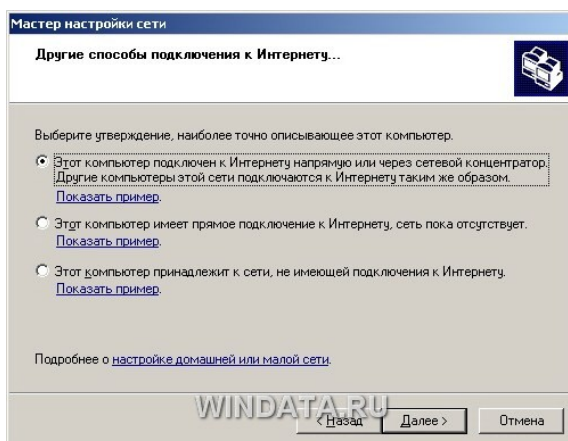 Мастер настройки сети
Другие способы подключения к Интернету...
Выберите утверждение, наиболее точно описывающее этот компьютер.
Этот компьютер подключен к Интернету напрямую или через сетевой концентратор.
Другие компьютеры этой сети подключаются к Интернету таким же образом.
Показать пример.
Этот компьютер имеет прямое подключение к Интернету, сеть пока отсутствует.
Показать пример.
Этот компьютер принадлежит к сети, не имеющей подключения к Интернету.
Показать пример.
Подробнее о настройке домашней или малой сети.
WINDATA.RU
< Назад Далее > Отмена